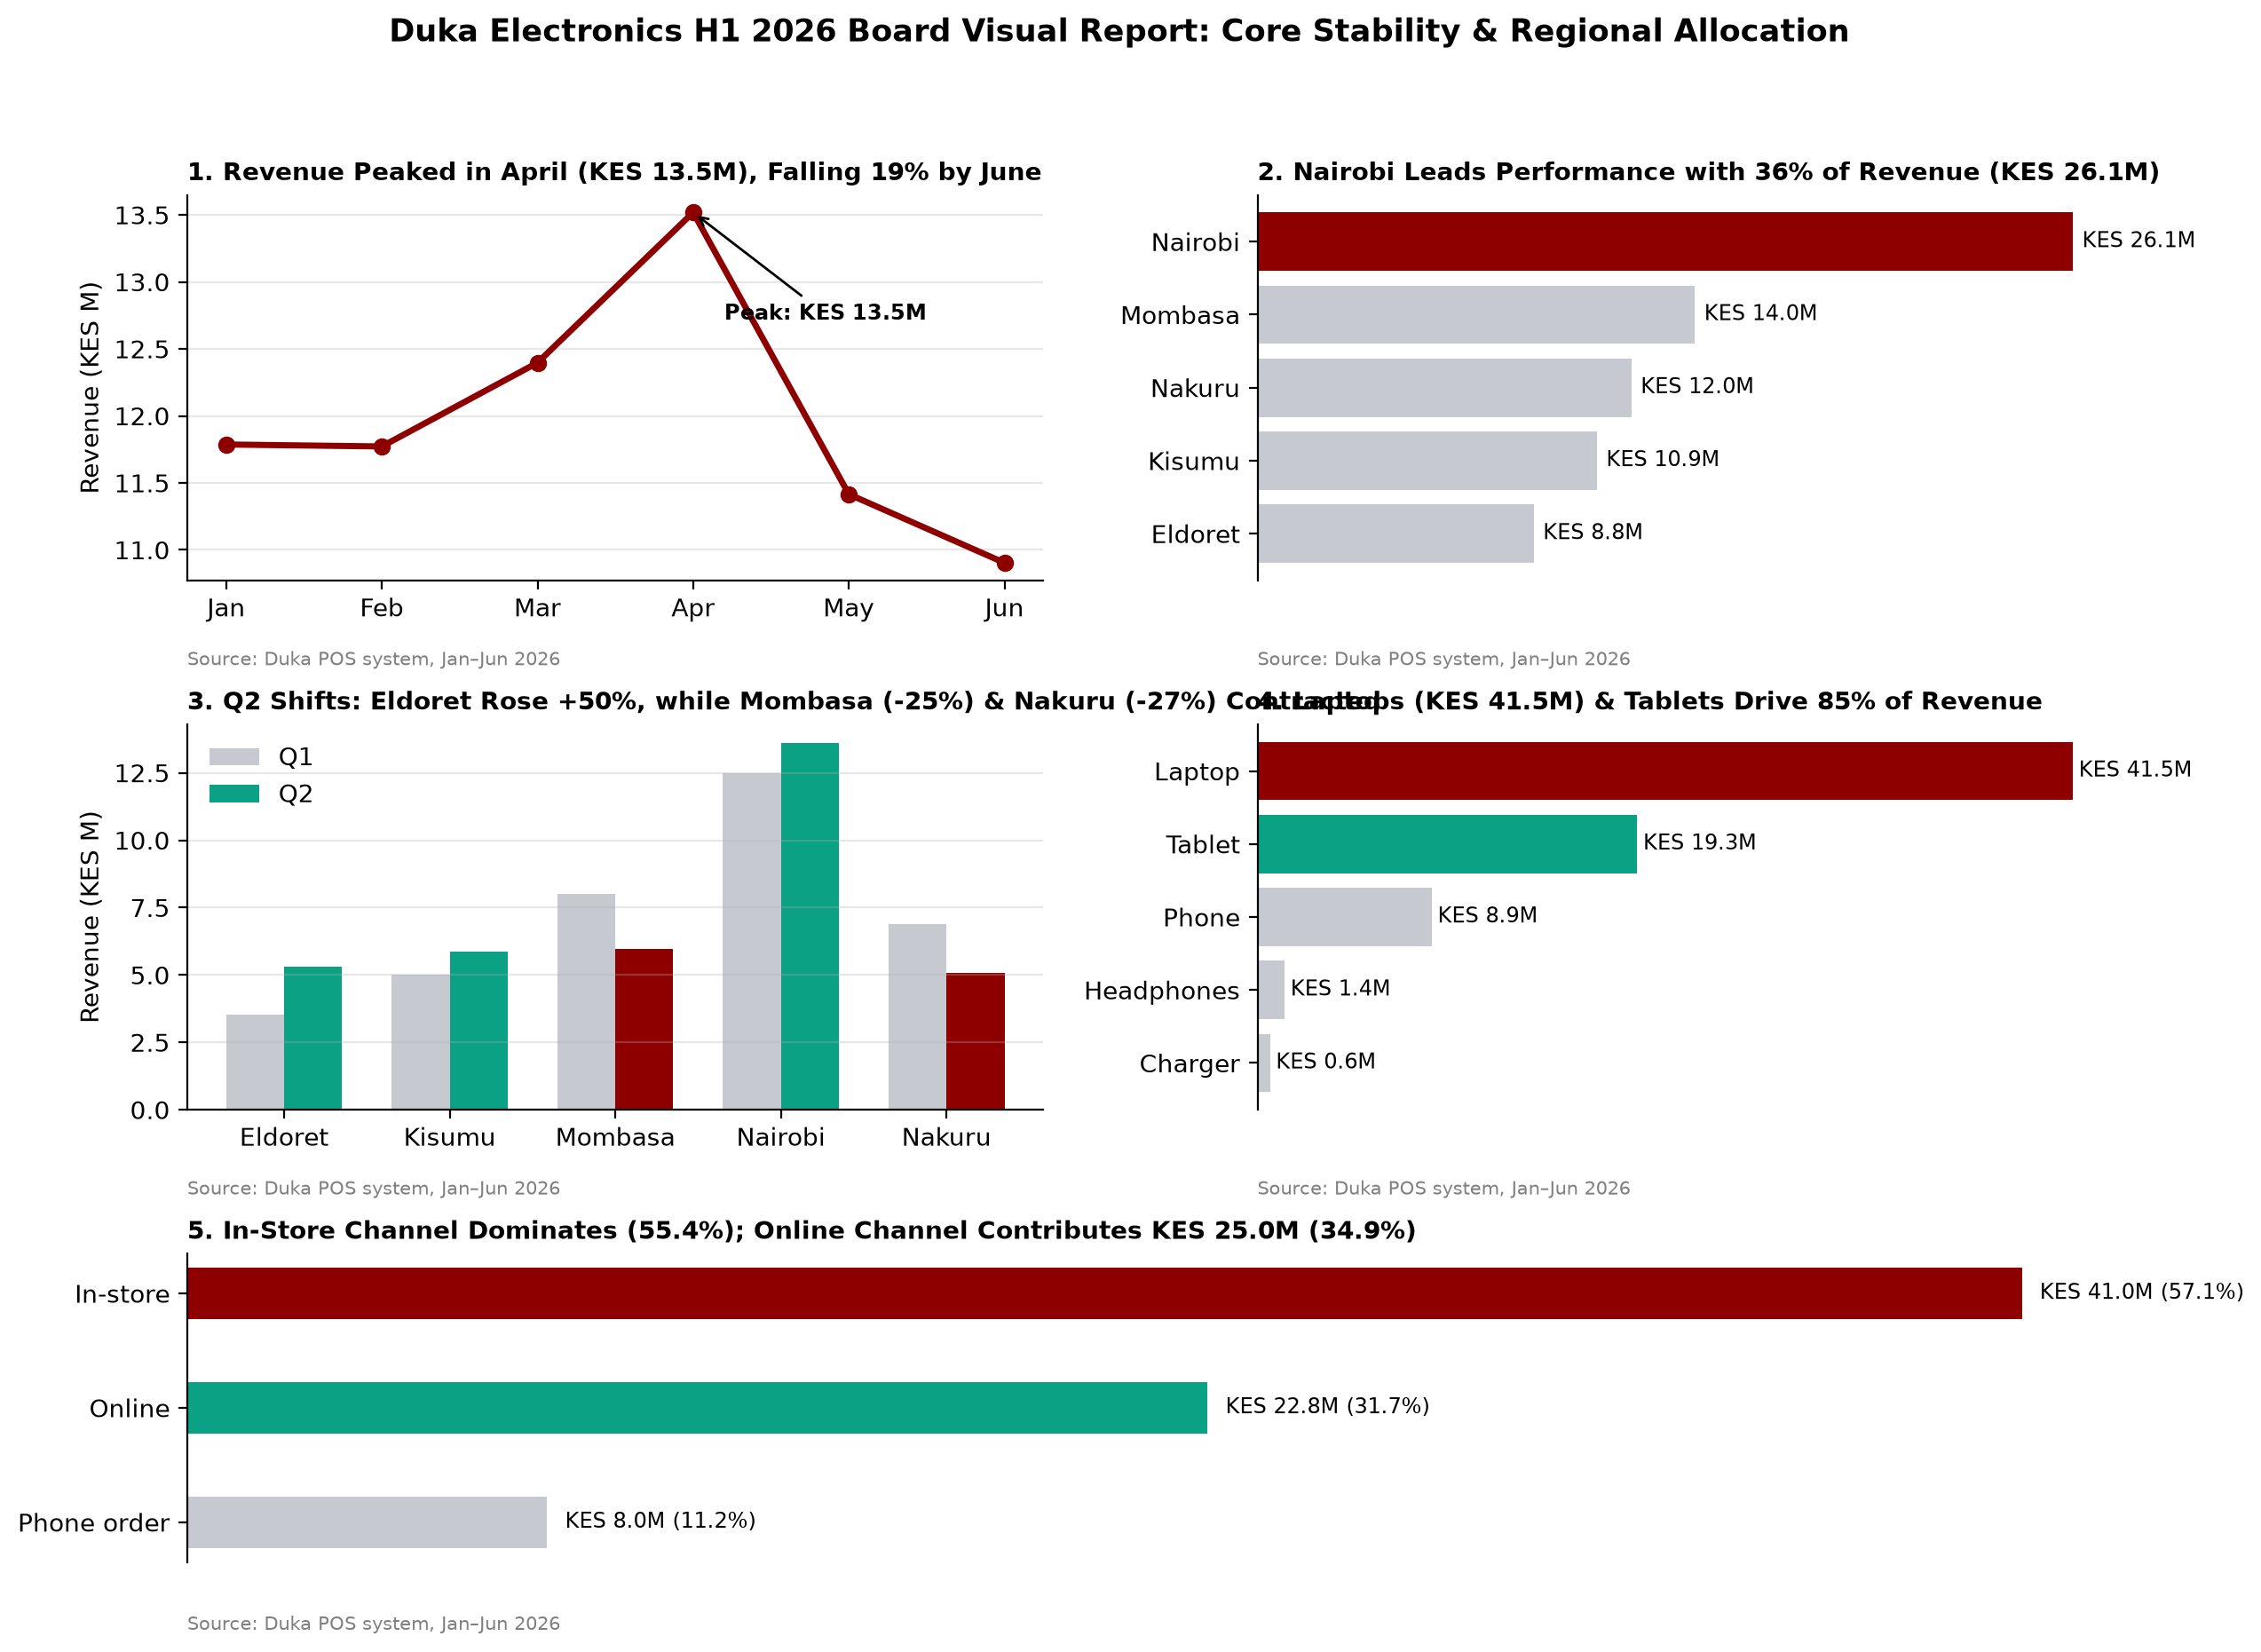 Duka Electronics H1 2026 Board Visual Report: Core Stability & Regional Allocation
1. Revenue Peaked in April (KES 13.5M), Falling 19% by June
Revenue (KES M)
13.5
13.0
12.5
12.0
11.5
11.0
Peak: KES 13.5M
Jan
Feb
Mar
Apr
May
Jun
Source: Duka POS system, Jan–Jun 2026
2. Nairobi Leads Performance with 36% of Revenue (KES 26.1M)
Nairobi
KES 26.1M
Mombasa
KES 14.0M
Nakuru
KES 12.0M
Kisumu
KES 10.9M
Eldoret
KES 8.8M
Source: Duka POS system, Jan–Jun 2026
3. Q2 Shifts: Eldoret Rose +50%, while Mombasa (-25%) & Nakuru (-27%) Contracted
Revenue (KES M)
Q1
Q2
12.5
10.0
7.5
5.0
2.5
0.0
Eldoret
Kisumu
Mombasa
Nairobi
Nakuru
Source: Duka POS system, Jan–Jun 2026
4. Laptops (KES 41.5M) & Tablets Drive 85% of Revenue
Laptop
KES 41.5M
Tablet
KES 19.3M
Phone
KES 8.9M
Headphones
KES 1.4M
Charger
KES 0.6M
Source: Duka POS system, Jan–Jun 2026
5. In-Store Channel Dominates (55.4%); Online Channel Contributes KES 25.0M (34.9%)
In-store
KES 41.0M (57.1%)
Online
KES 22.8M (31.7%)
Phone order
KES 8.0M (11.2%)
Source: Duka POS system, Jan–Jun 2026